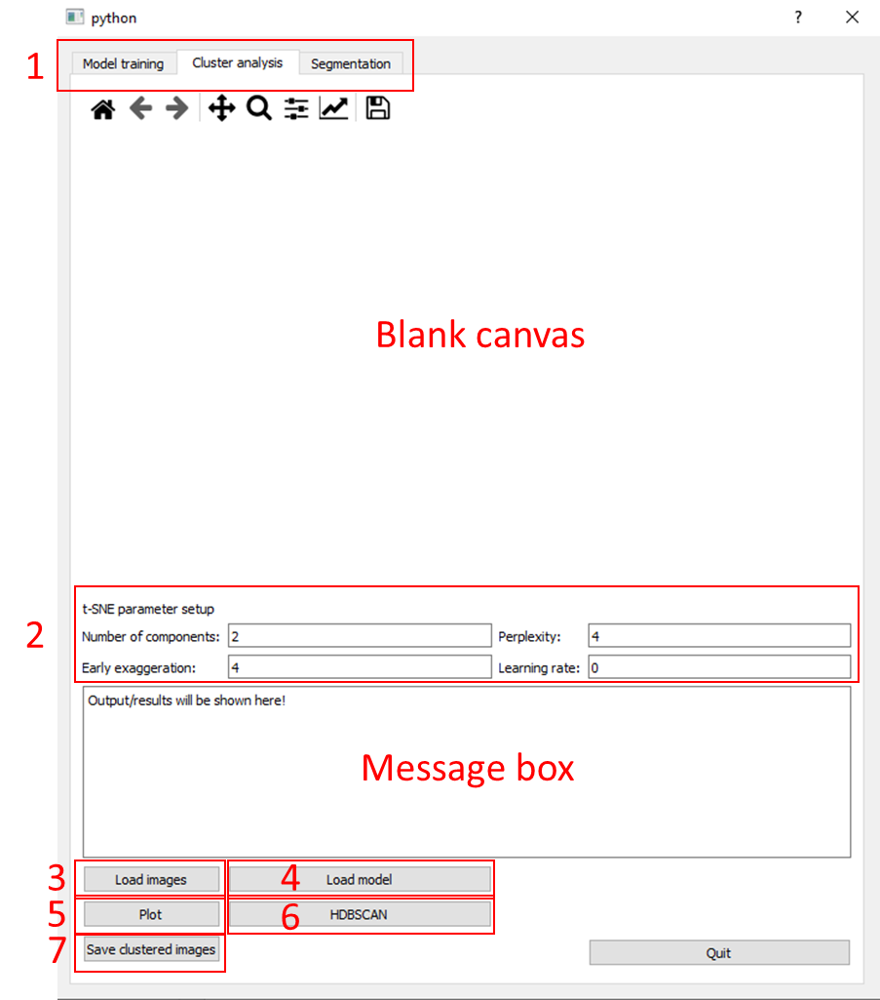 python ?
1 Model training Cluster analysis Segmentation
Blank canvas
t-SNE parameter setup
2 Number of components: 2 Perplexity: 4
Early exaggeration: 4 Learning rate: 0
Output/results will be shown here!
Message box
3 Load images 4 Load model
5 Plot 6 HDBSCAN
7 Save clustered images Quit